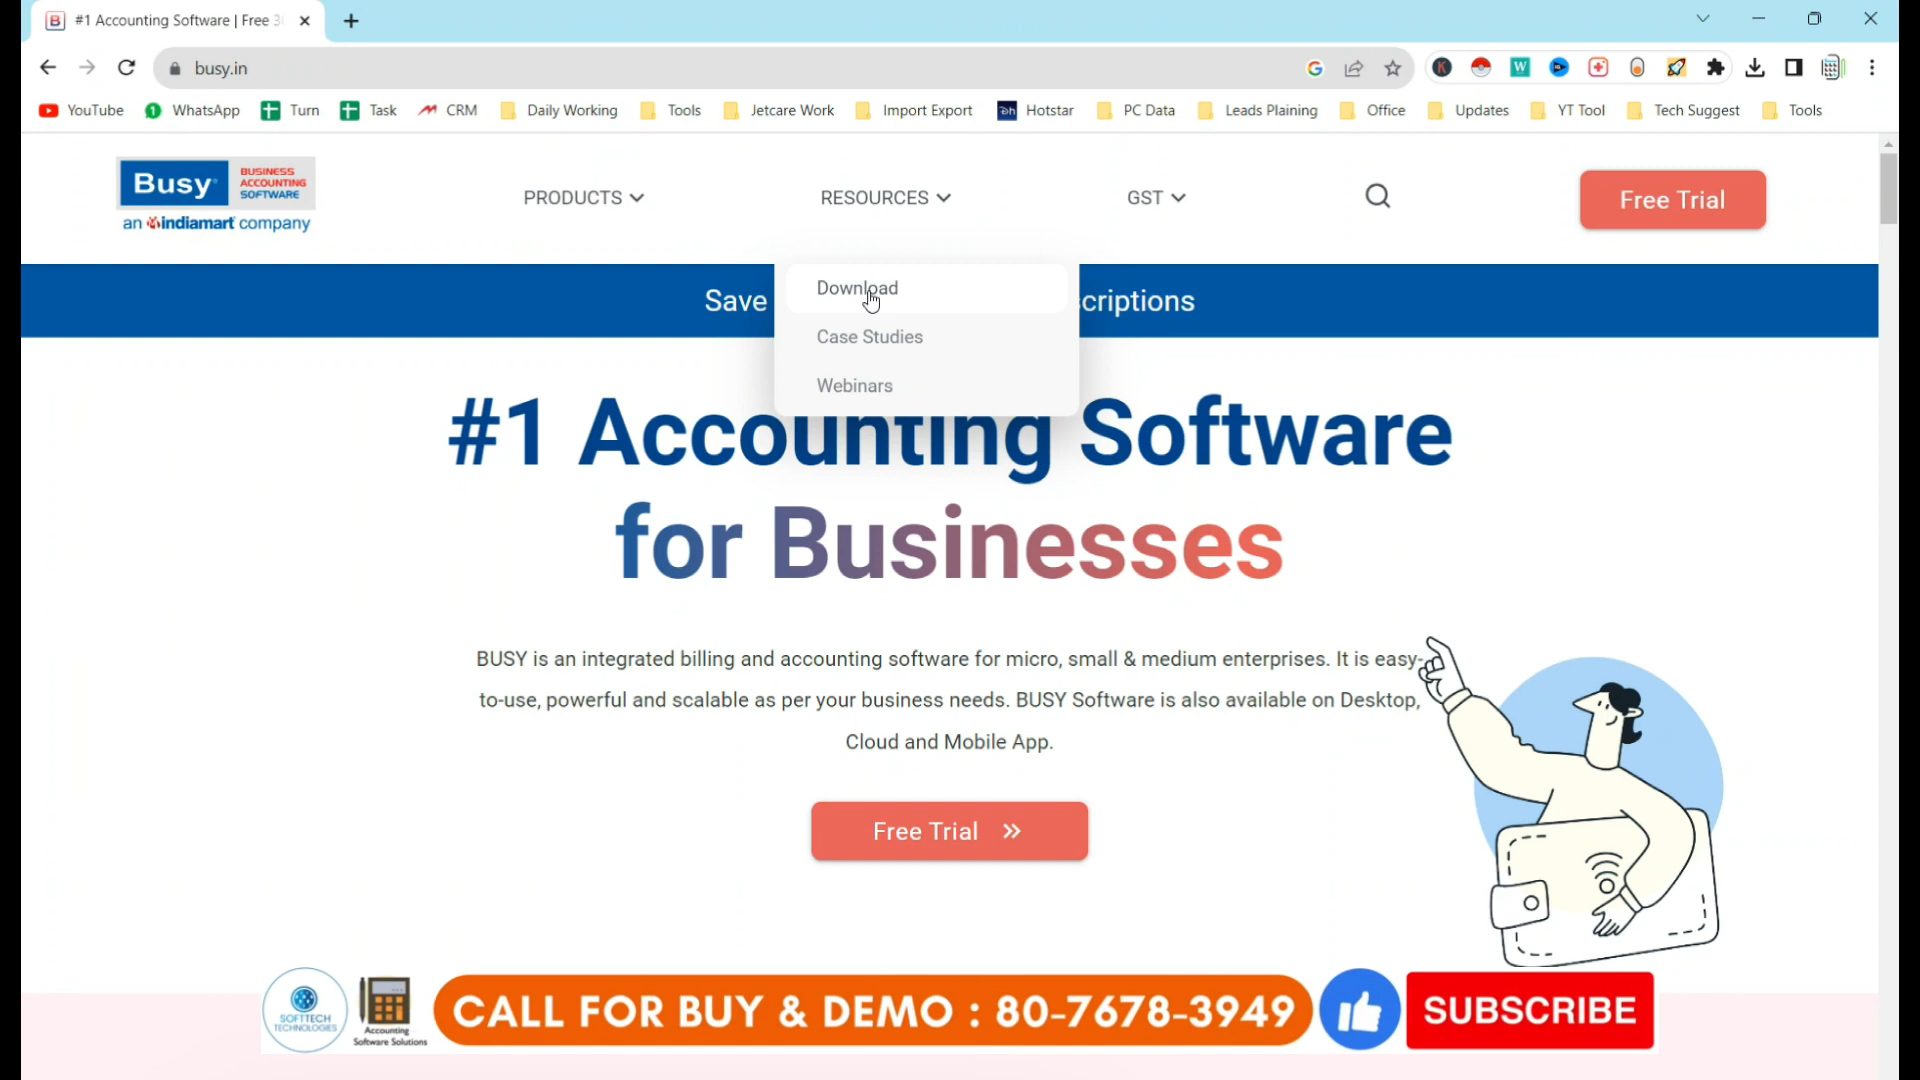 #1 Accounting Software | Free 3
busy.in
YouTube WhatsApp Turn Task CRM Daily Working Tools Jetcare Work Import Export Hotstar PC Data Leads Plaining Office Updates YT Tool Tech Suggest Tools
Busy BUSINESS
ACCOUNTING
SOFTWARE
an indiamart company
PRODUCTS RESOURCES GST Free Trial
Save criptions
Download
Case Studies
Webinars
#1 Accounting Software
for Businesses
BUSY is an integrated billing and accounting software for micro, small & medium enterprises. It is easy-
to-use, powerful and scalable as per your business needs. BUSY Software is also available on Desktop,
Cloud and Mobile App.
Free Trial »
SOFTTECH
TECHNOLOGIES
Accounting
Software Solutions
CALL FOR BUY & DEMO : 80-7678-3949
SUBSCRIBE